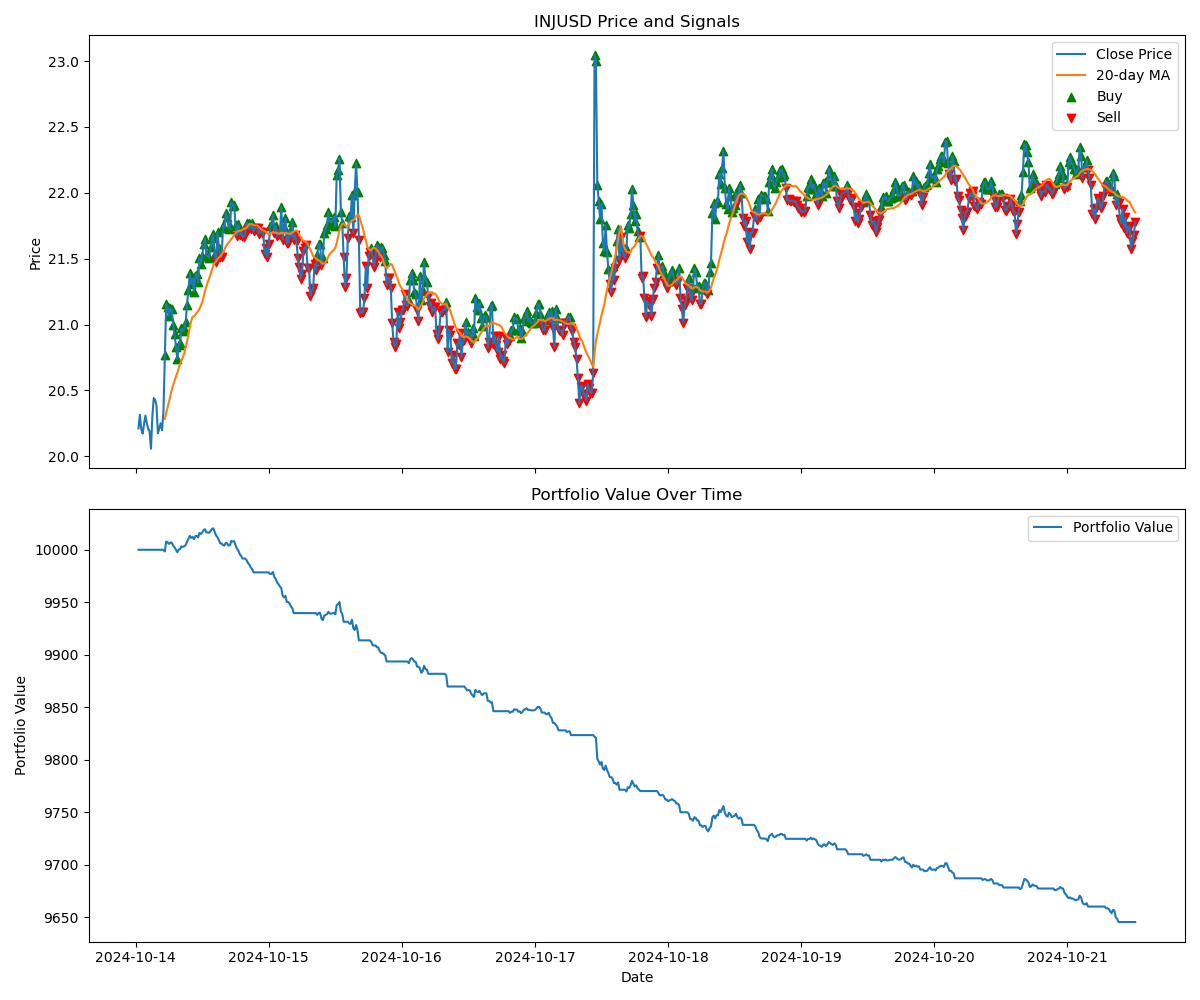 INJUSD Price and Signals
Price
23.0
22.5
22.0
21.5
21.0
20.5
20.0
Close Price
20-day MA
Buy
Sell
Portfolio Value Over Time
Portfolio Value
10000
9950
9900
9850
9800
9750
9700
9650
Portfolio Value
2024-10-14
2024-10-15
2024-10-16
2024-10-17
2024-10-18
2024-10-19
2024-10-20
2024-10-21
Date